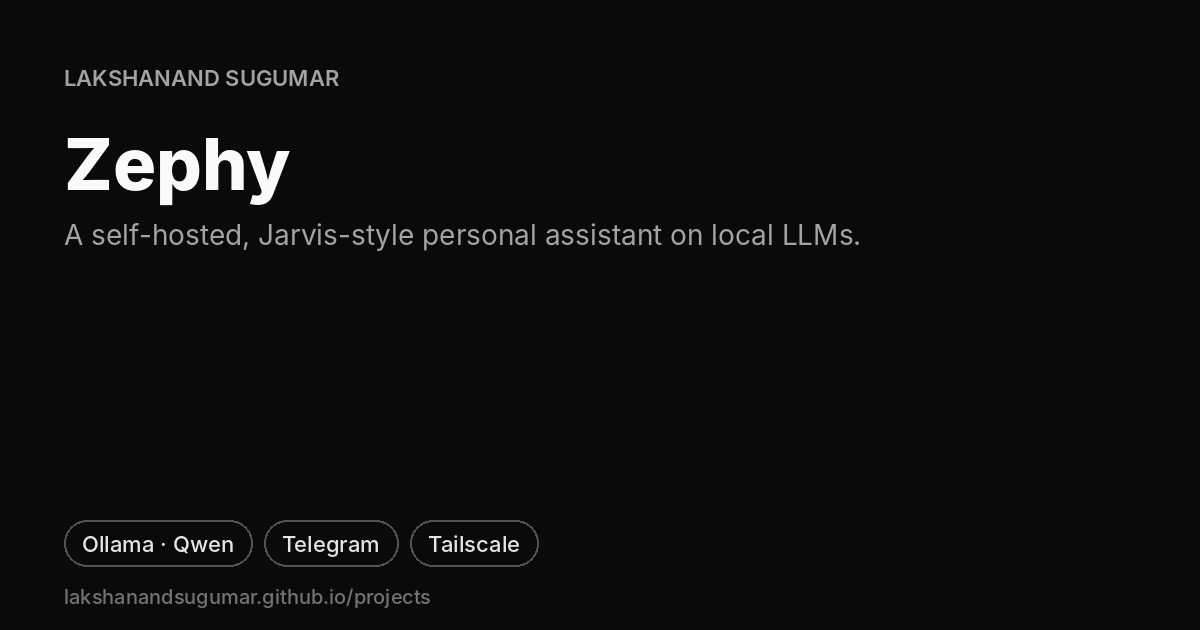 LAKSHANAND SUGUMAR
Zephy
A self-hosted, Jarvis-style personal assistant on local LLMs.
Ollama · Qwen Telegram Tailscale
lakshanandsugumar.github.io/projects